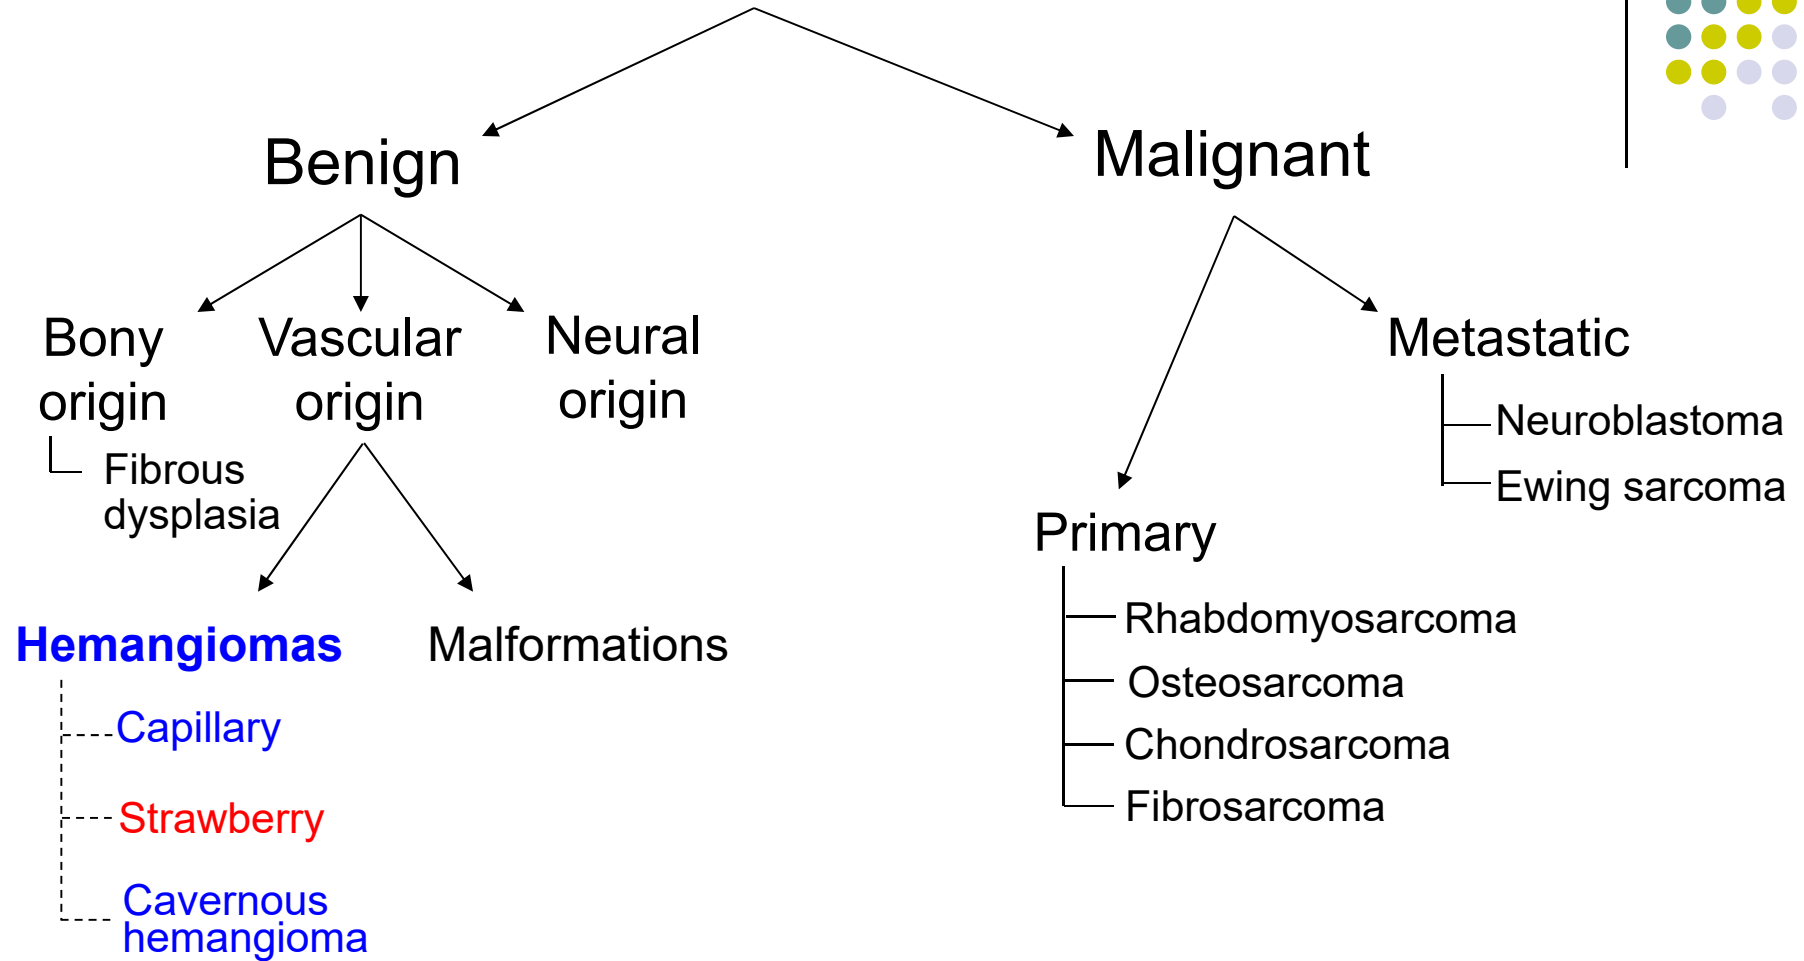 Benign
Malignant
Bony
origin
Vascular
origin
Neural
origin
Metastatic
Neuroblastoma
Ewing sarcoma
Fibrous
dysplasia
Primary
Rhabdomyosarcoma
Osteosarcoma
Chondrosarcoma
Fibrosarcoma
Hemangiomas
Malformations
Capillary
Strawberry
Cavernous
hemangioma